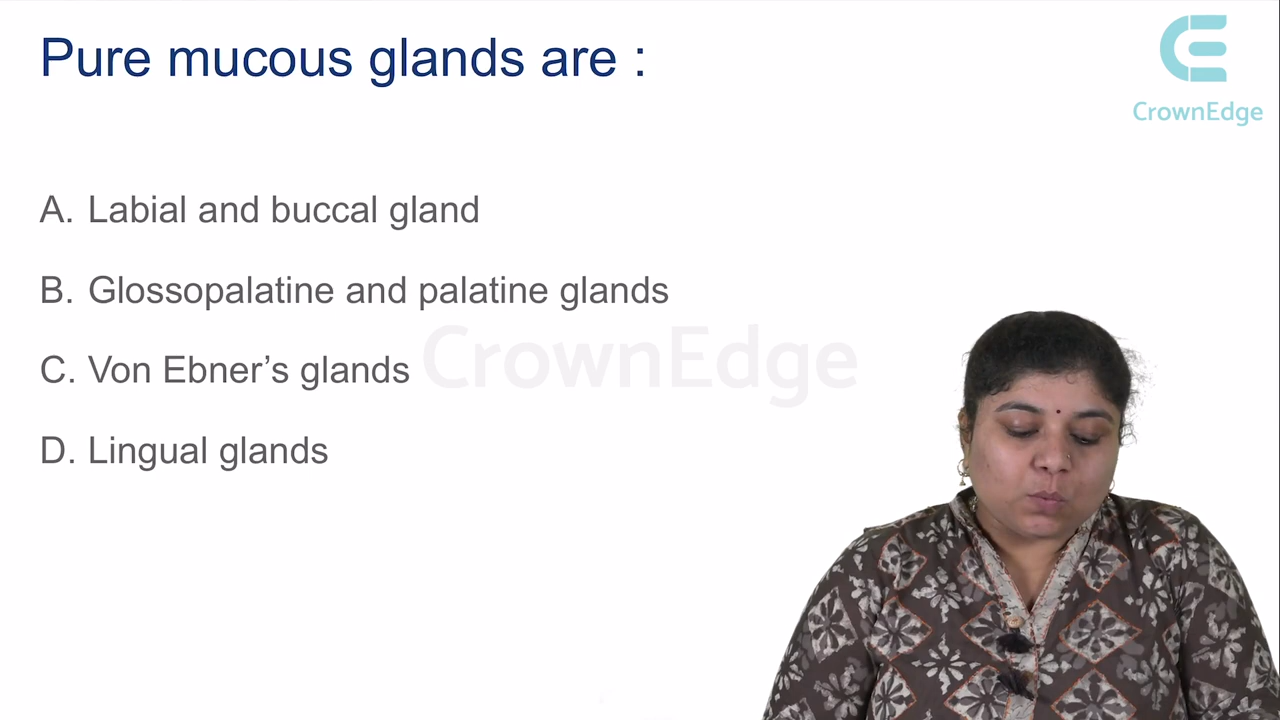 Pure mucous glands are :
CrownEdge
A. Labial and buccal gland
B. Glossopalatine and palatine glands
CrownEdge
C. Von Ebner’s glands
D. Lingual glands